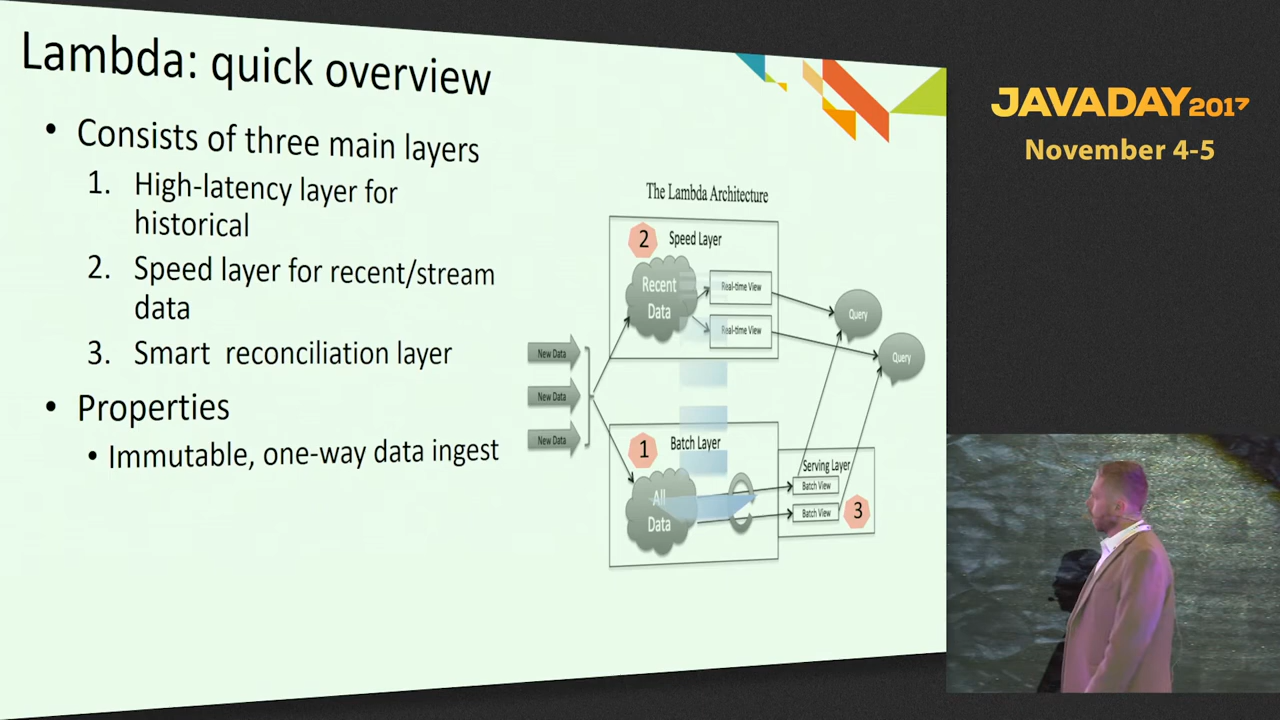 Lambda: quick overview
• Consists of three main layers
1. High-latency layer for
historical
2. Speed layer for recent/stream
data
3. Smart reconciliation layer
• Properties
• Immutable, one-way data ingest
The Lambda Architecture
2 Speed Layer
Recent
Data
Real-time View
Real-time View
Query
Query
New Data
New Data
New Data
1 Batch Layer
All
Data
Serving Layer
Batch View
Batch View
3
JAVADAY2017
November 4-5